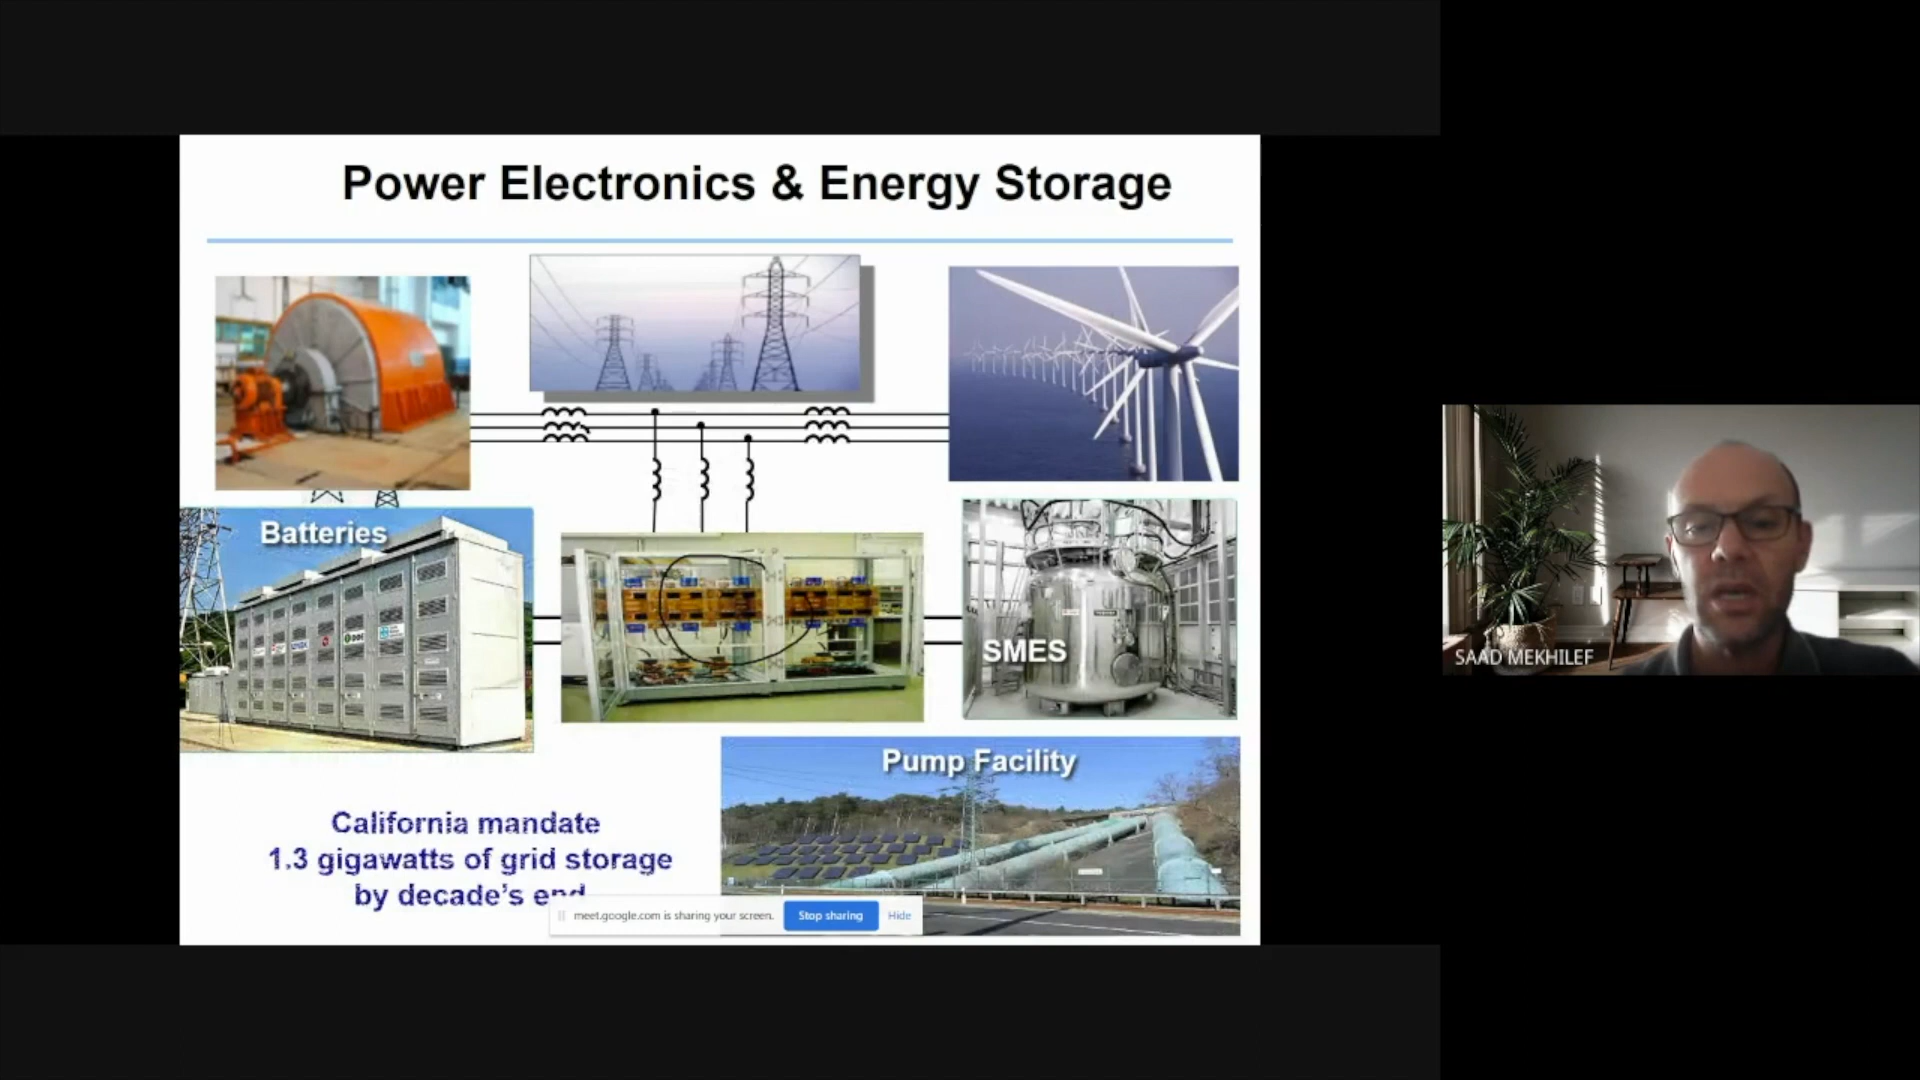 Power Electronics & Energy Storage
Batteries
SMES
SAAD MEKHILEF
Pump Facility
California mandate
1.3 gigawatts of grid storage
by decade's end
meet.google.com is sharing your screen. Stop sharing Hide